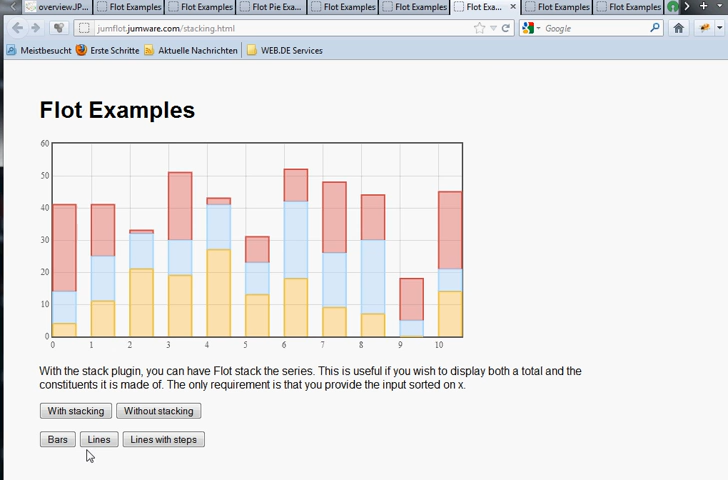 overview.JP... Flot Examples Flot Examples Flot Pie Exa... Flot Examples Flot Examples Flot Exa... Flot Examples Flot Examples
jumflot.jumware.com/stacking.html Google
Meistbesucht Erste Schritte Aktuelle Nachrichten WEB.DE Services
Flot Examples
60
50
40
30
20
10
0
0 1 2 3 4 5 6 7 8 9 10
With the stack plugin, you can have Flot stack the series. This is useful if you wish to display both a total and the
constituents it is made of. The only requirement is that you provide the input sorted on x.
With stacking Without stacking
Bars Lines Lines with steps